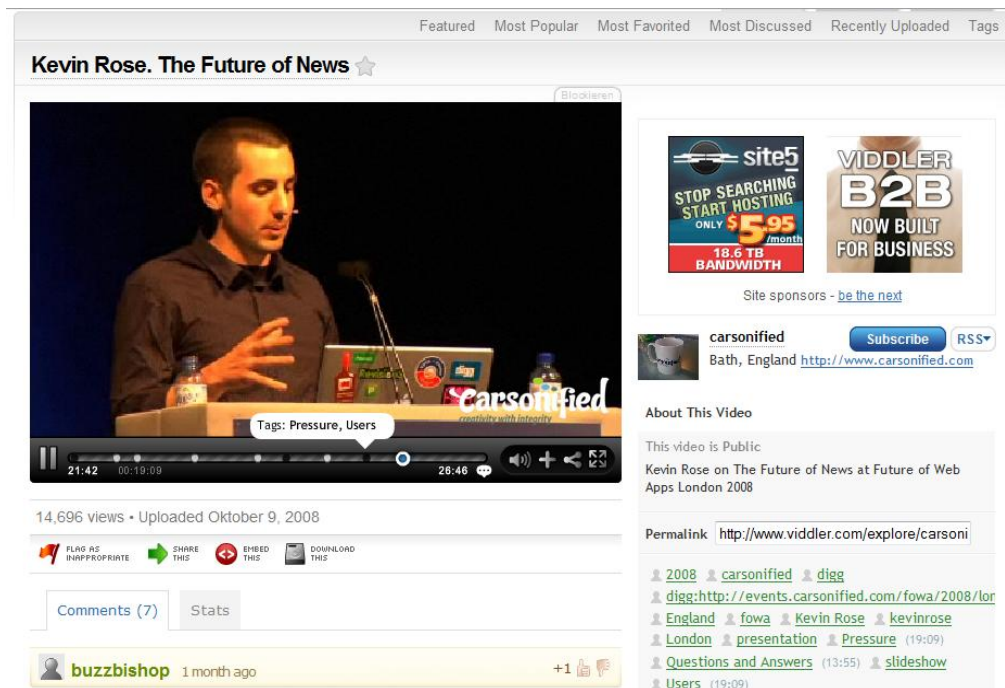 Featured Most Popular Most Favorited Most Discussed Recently Uploaded Tags
Kevin Rose. The Future of News
Blockieren
carsonified
creativity with integrity
digg
Tags: Pressure, Users
21:42 00:19:09 26:46
14,696 views • Uploaded Oktober 9, 2008
FLAG AS INAPPROPRIATE
SHARE THIS
EMBED THIS
DOWNLOAD THIS
Comments (7) Stats
buzzbishop 1 month ago +1
site5
STOP SEARCHING
START HOSTING
ONLY $5.95
/month
18.6 TB
BANDWIDTH
VIDDLER
B2B
NOW BUILT
FOR BUSINESS
Site sponsors - be the next
carsonified Subscribe RSS
Bath, England http://www.carsonified.com
About This Video
This video is Public
Kevin Rose on The Future of News at Future of Web
Apps London 2008
Permalink http://www.viddler.com/explore/carsoni
2008 carsonified digg
digg:http://events.carsonified.com/fowa/2008/lor
England fowa Kevin Rose kevinrose
London presentation Pressure (19:09)
Questions and Answers (13:55) slideshow
Users (19:09)